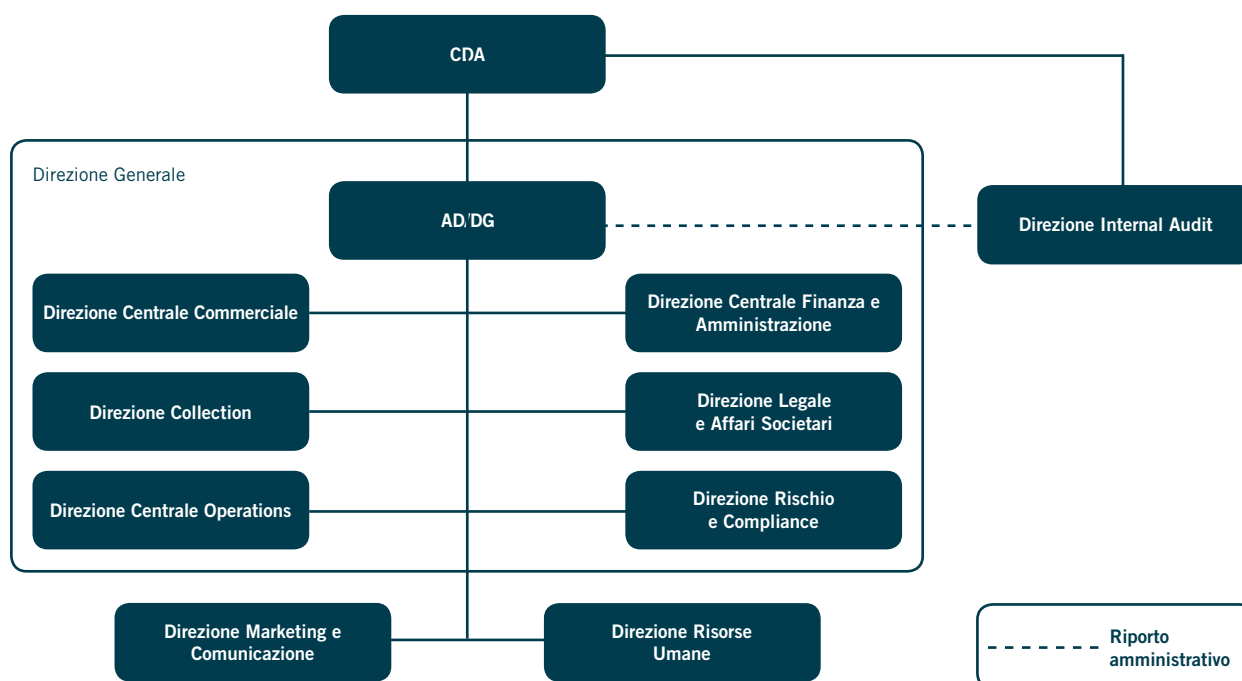 CDA
Direzione Generale
AD/DG
Direzione Internal Audit
Direzione Centrale Commerciale
Direzione Centrale Finanza e
Amministrazione
Direzione Collection
Direzione Legale
e Affari Societari
Direzione Centrale Operations
Direzione Rischio
e Compliance
Direzione Marketing e
Comunicazione
Direzione Risorse
Umane
Riporto
amministrativo